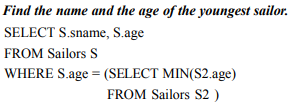 Find the name and the age of the youngest sailor.
SELECT S.sname, S.age
FROM Sailors S
WHERE S.age = (SELECT MIN(S2.age)
FROM Sailors S2 )